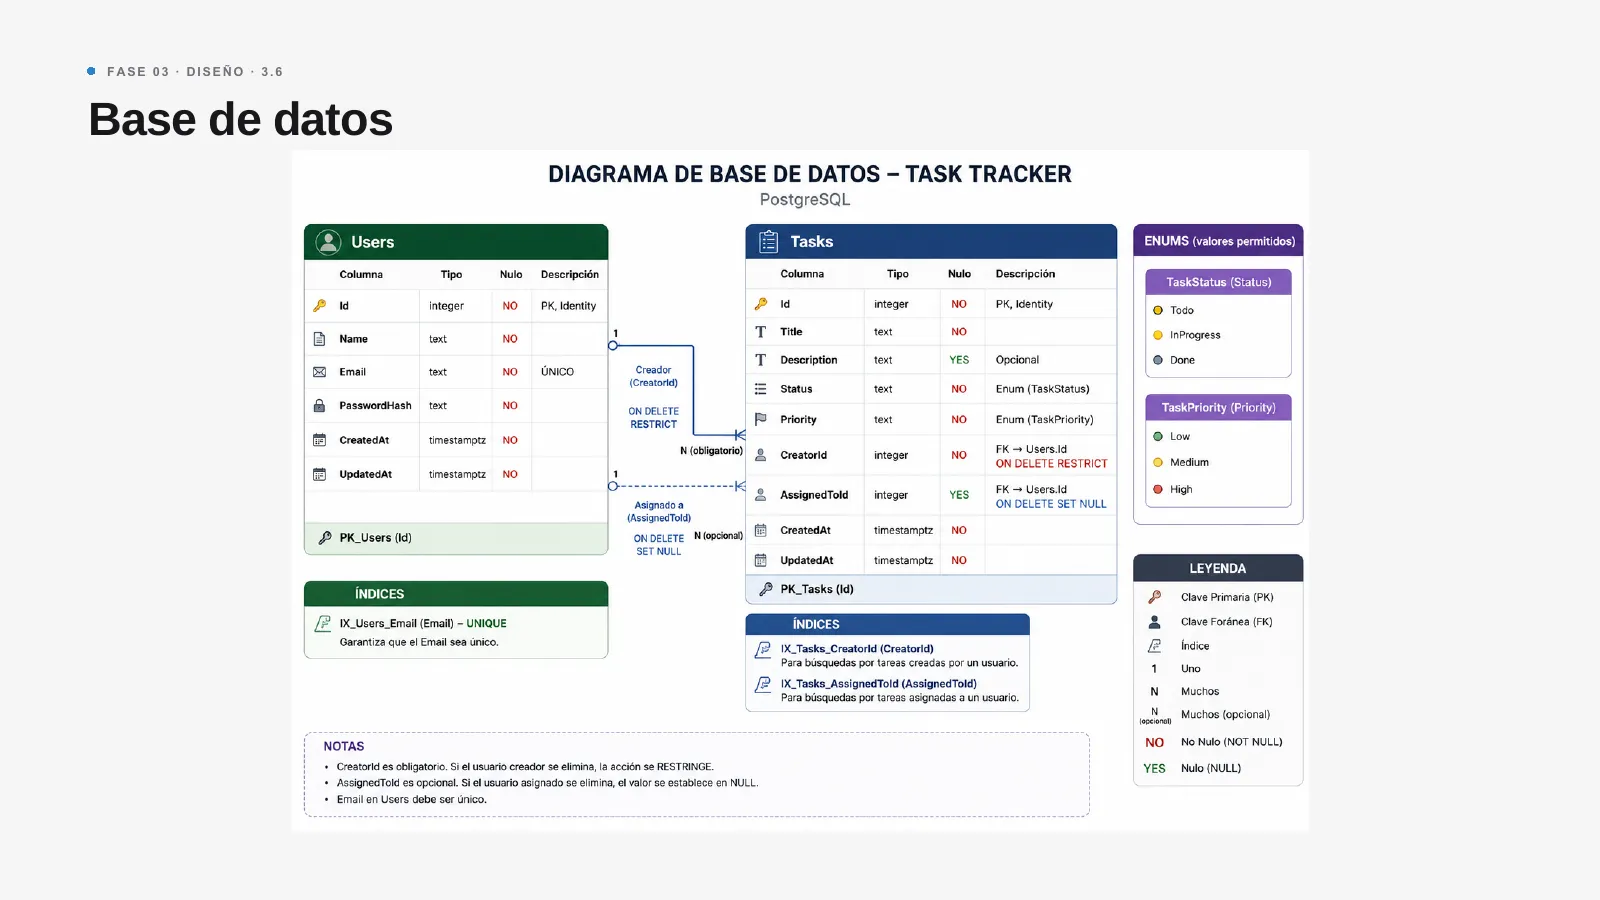 FASE 03 · DISEÑO · 3.6
Base de datos
DIAGRAMA DE BASE DE DATOS – TASK TRACKER
PostgreSQL
Users
Columna Tipo Nulo Descripción
Id integer NO PK, Identity
Name text NO
Email text NO ÚNICO
PasswordHash text NO
CreatedAt timestamptz NO
UpdatedAt timestamptz NO
PK_Users (Id)
ÍNDICES
IX_Users_Email (Email) – UNIQUE
Garantiza que el Email sea único.
1
Creador
(CreatorId)
ON DELETE
RESTRICT
N (obligatorio)
1
Asignado a
(AssignedToId)
ON DELETE
SET NULL
N (opcional)
Tasks
Columna Tipo Nulo Descripción
Id integer NO PK, Identity
Title text NO
Description text YES Opcional
Status text NO Enum (TaskStatus)
Priority text NO Enum (TaskPriority)
CreatorId integer NO FK → Users.Id
ON DELETE RESTRICT
AssignedToId integer YES FK → Users.Id
ON DELETE SET NULL
CreatedAt timestamptz NO
UpdatedAt timestamptz NO
PK_Tasks (Id)
ÍNDICES
IX_Tasks_CreatorId (CreatorId)
Para búsquedas por tareas creadas por un usuario.
IX_Tasks_AssignedToId (AssignedToId)
Para búsquedas por tareas asignadas a un usuario.
ENUMS (valores permitidos)
TaskStatus (Status)
Todo
InProgress
Done
TaskPriority (Priority)
Low
Medium
High
LEYENDA
Clave Primaria (PK)
Clave Foránéa (FK)
Índice
1 Uno
N Muchos
N
(opcional) Muchos (opcional)
NO No Nulo (NOT NULL)
YES Nulo (NULL)
NOTAS
• CreatorId es obligatorio. Si el usuario creador se elimina, la acción se RESTRINGE.
• AssignedToId es opcional. Si el usuario asignado se elimina, el valor se establece en NULL.
• Email en Users debe ser único.